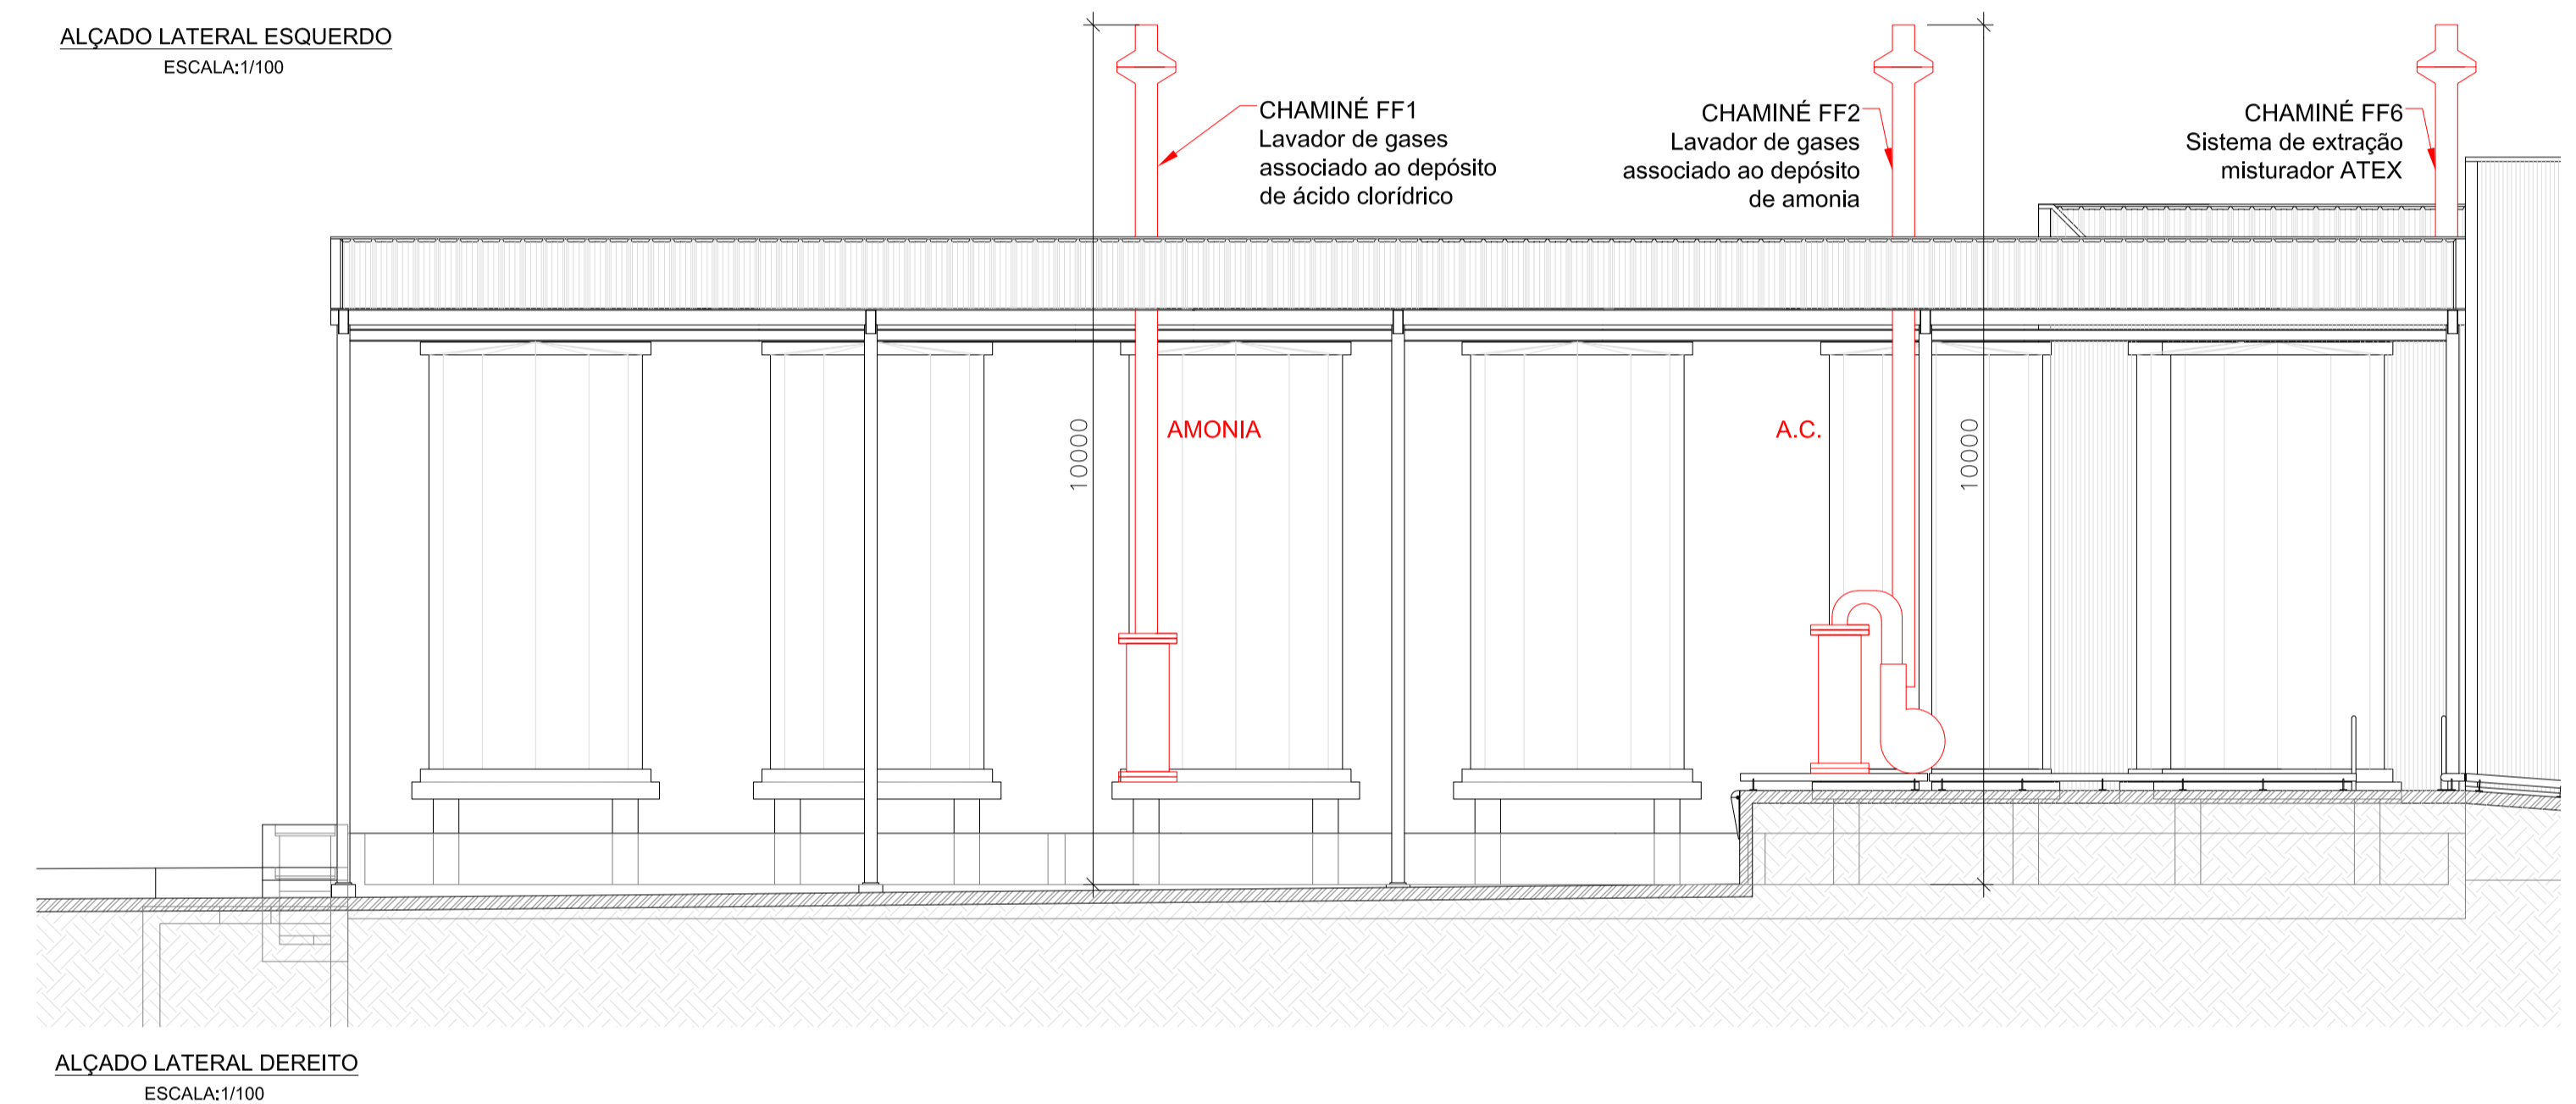 ALÇADO LATERAL ESQUERDO
ESCALA:1/100
CHAMINÉ FF1
Lavador de gases
associado ao depósito
de ácido clorídrico
CHAMINÉ FF2
Lavador de gases
associado ao depósito
de amonia
CHAMINÉ FF6
Sistema de extração
misturador ATEX
10000
AMONIA
A.C.
10000
ALÇADO LATERAL DEREITO
ESCALA:1/100